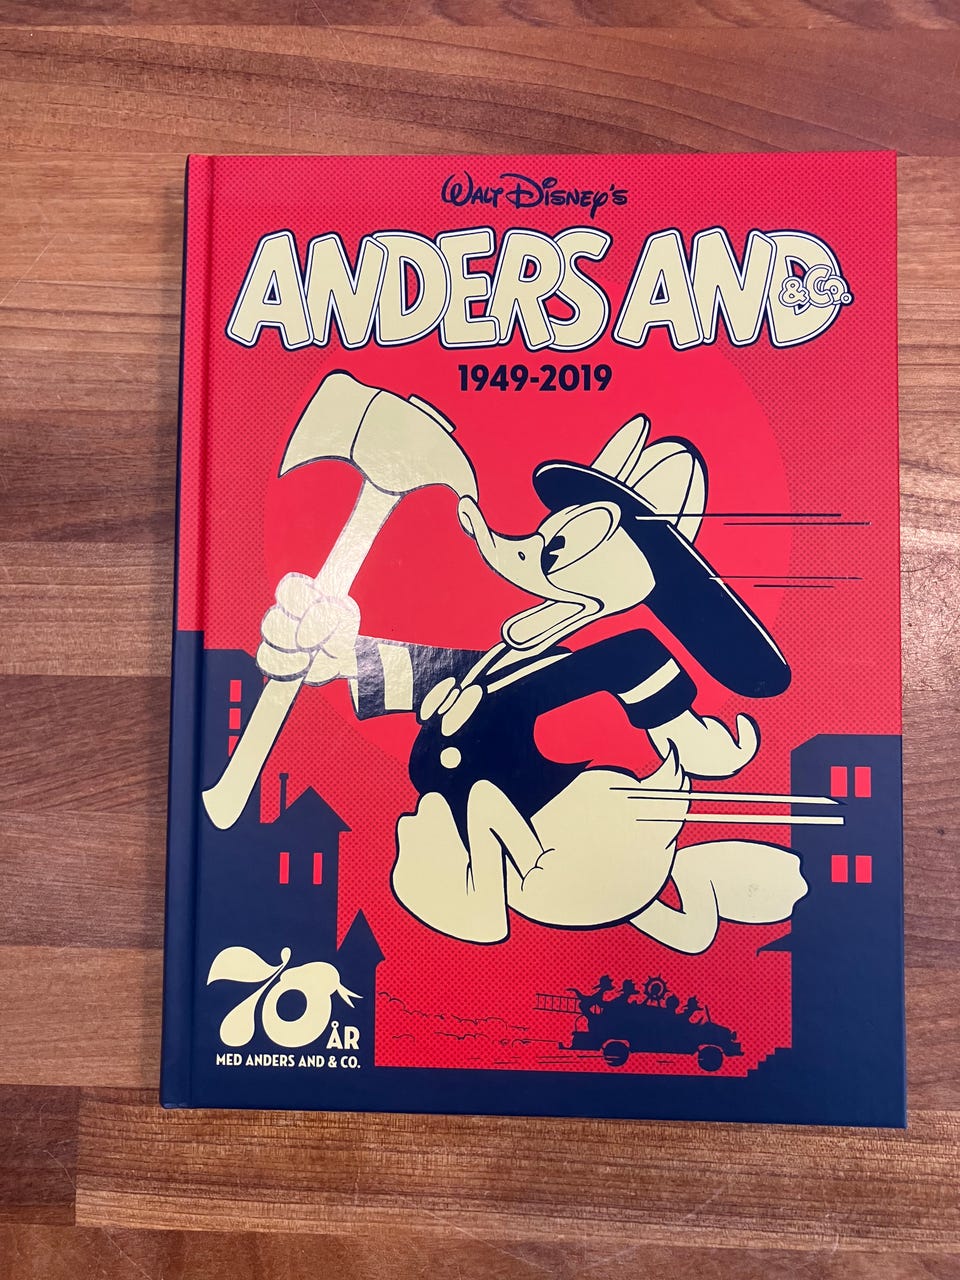 WALT DISNEY'S
ANDERS AND
& Co.
1949-2019
70
ÅR
MED ANDERS AND & CO.